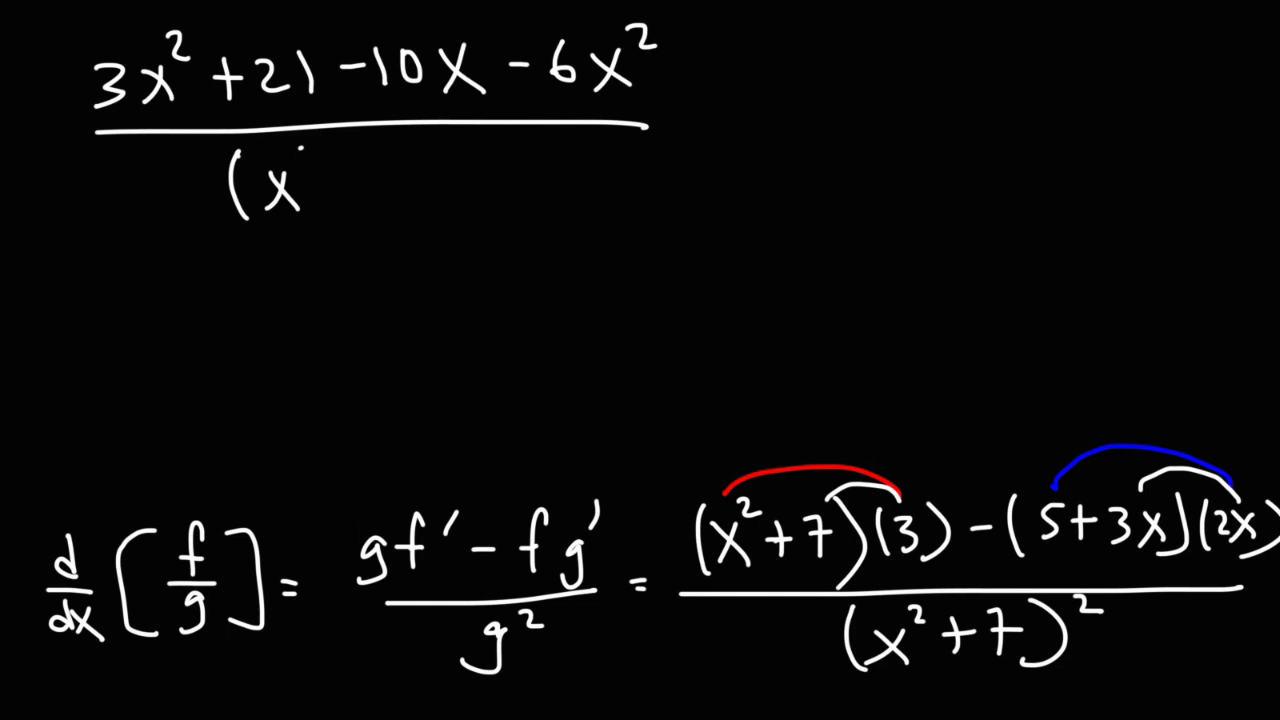 3x² + 21 - 10x - 6x²
(x
d/dx [f/g] = (gf' - fg')/g² = ((x² + 7)(3) - (5 + 3x)(2x))/(x² + 7)²